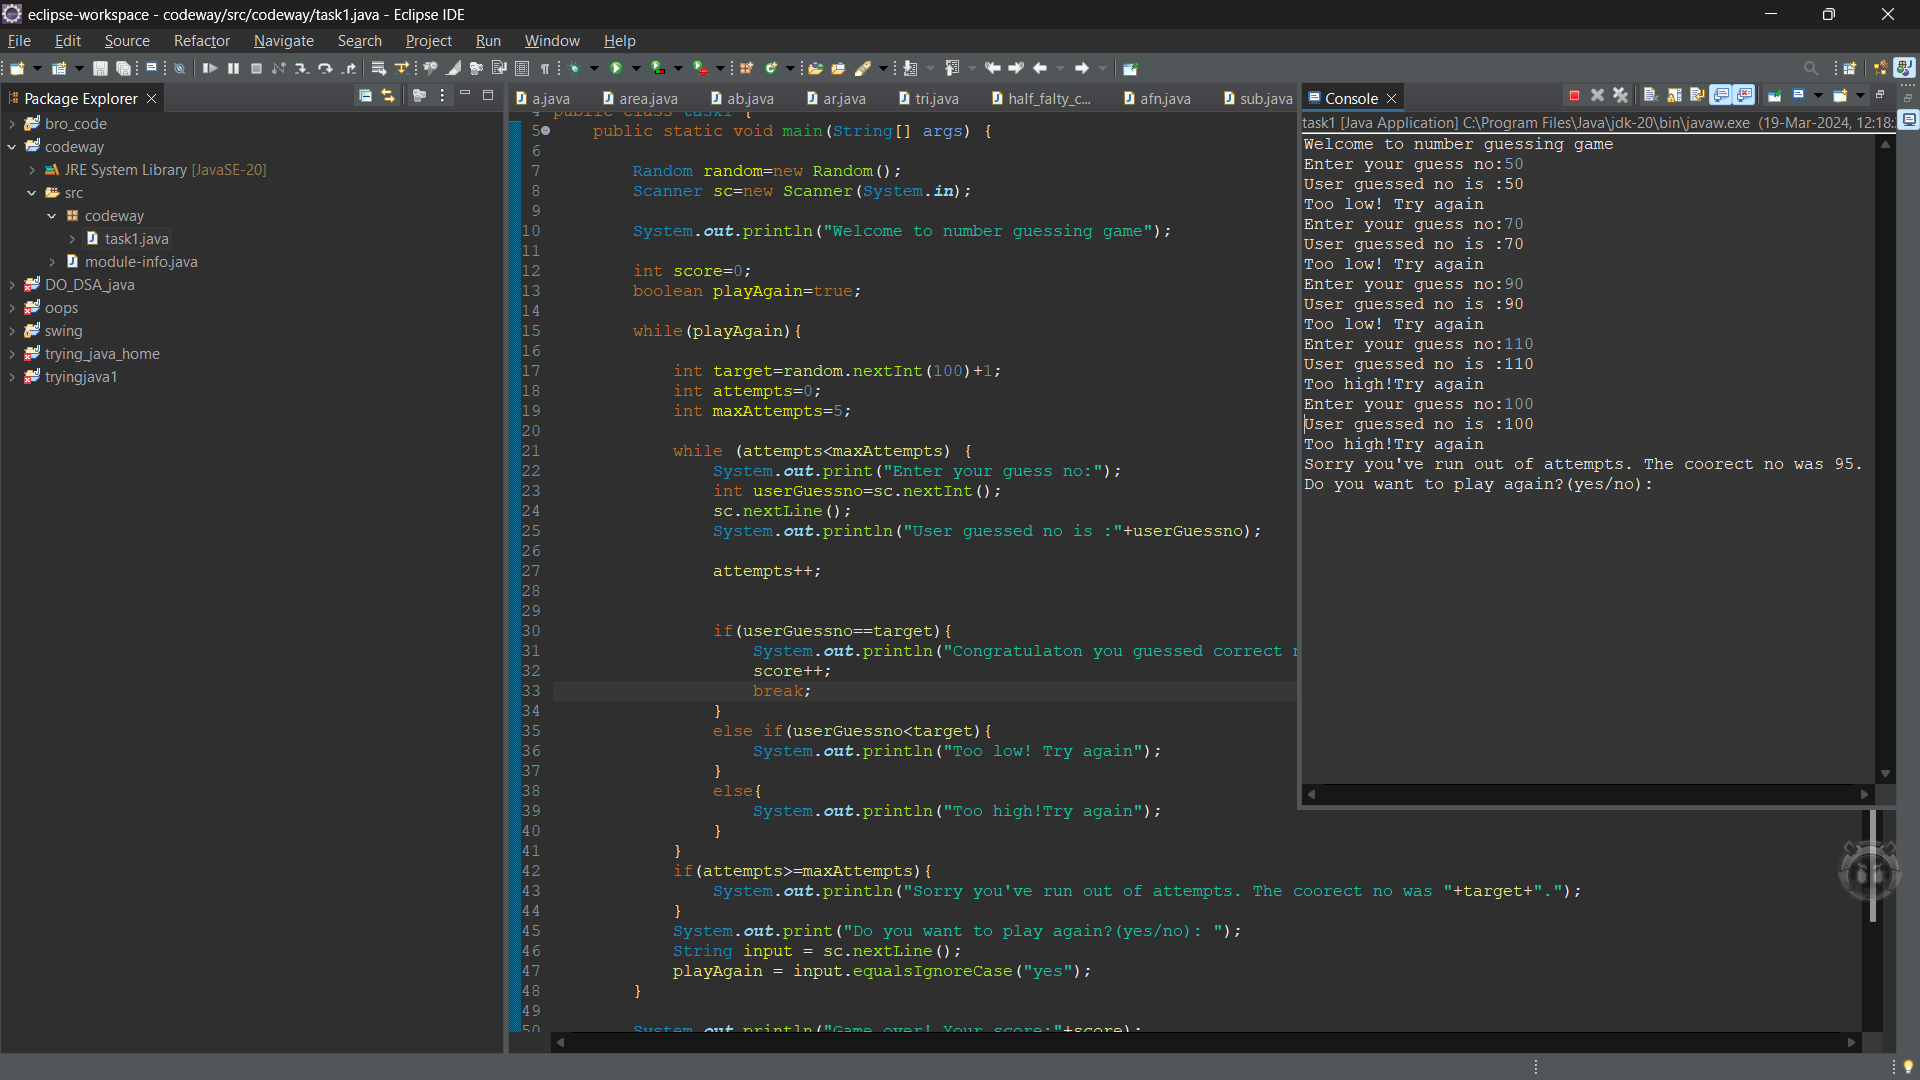 eclipse-workspace - codeway/src/codeway/task1.java - Eclipse IDE
File Edit Source Refactor Navigate Search Project Run Window Help
Package Explorer
bro_code
codeway
JRE System Library [JavaSE-20]
src
codeway
task1.java
module-info.java
DO_DSA_java
oops
swing
trying_java_home
tryingjava1
a.java area.java ab.java ar.java tri.java half_falty_c... afn.java sub.java
4 public class task1 {
5 public static void main(String[] args) {
6
7 Random random=new Random();
8 Scanner sc=new Scanner(System.in);
9
10 System.out.println("Welcome to number guessing game");
11
12 int score=0;
13 boolean playAgain=true;
14
15 while(playAgain){
16
17 int target=random.nextInt(100)+1;
18 int attempts=0;
19 int maxAttempts=5;
20
21 while (attempts<maxAttempts) {
22 System.out.print("Enter your guess no:");
23 int userGuessno=sc.nextInt();
24 sc.nextLine();
25 System.out.println("User guessed no is :"+userGuessno);
26
27 attempts++;
28
29
30 if(userGuessno==target){
31 System.out.println("Congratulaton you guessed correct
32 score++;
33 break;
34 }
35 else if(userGuessno<target){
36 System.out.println("Too low! Try again");
37 }
38 else{
39 System.out.println("Too high!Try again");
40 }
41 }
42 if(attempts>=maxAttempts){
43 System.out.println("Sorry you've run out of attempts. The coorect no was "+target+".");
44 }
45 System.out.print("Do you want to play again?(yes/no): ");
46 String input = sc.nextLine();
47 playAgain = input.equalsIgnoreCase("yes");
48 }
49
50 System.out.println("Game over! Your score:"+score);
Console
task1 [Java Application] C:\Program Files\Java\jdk-20\bin\javaw.exe (19-Mar-2024, 12:18:
Welcome to number guessing game
Enter your guess no:50
User guessed no is :50
Too low! Try again
Enter your guess no:70
User guessed no is :70
Too low! Try again
Enter your guess no:90
User guessed no is :90
Too low! Try again
Enter your guess no:110
User guessed no is :110
Too high!Try again
Enter your guess no:100
User guessed no is :100
Too high!Try again
Sorry you've run out of attempts. The coorect no was 95.
Do you want to play again?(yes/no):